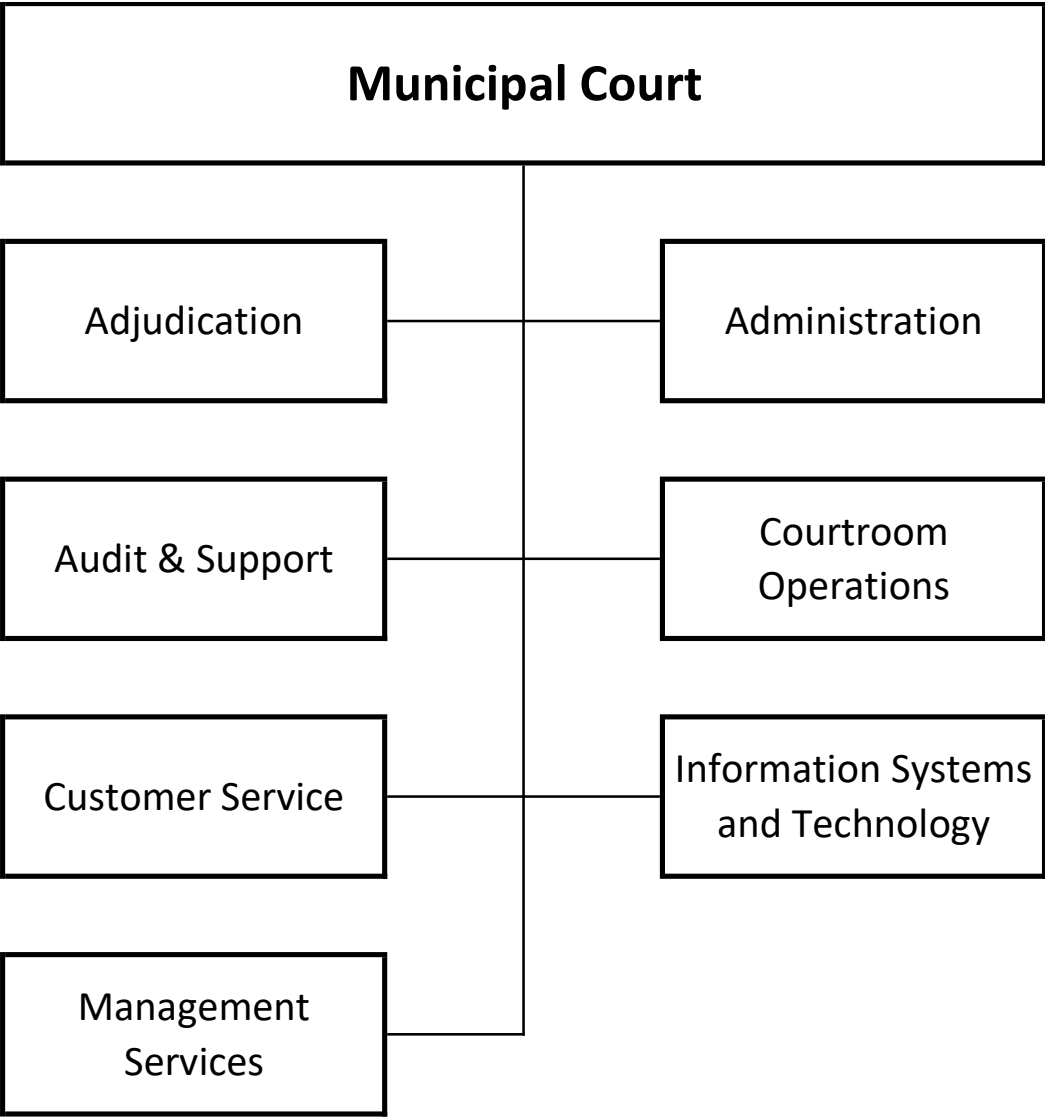 Municipal Court
Adjudication
Administration
Audit & Support
Courtroom
Operations
Customer Service
Information Systems
and Technology
Management
Services